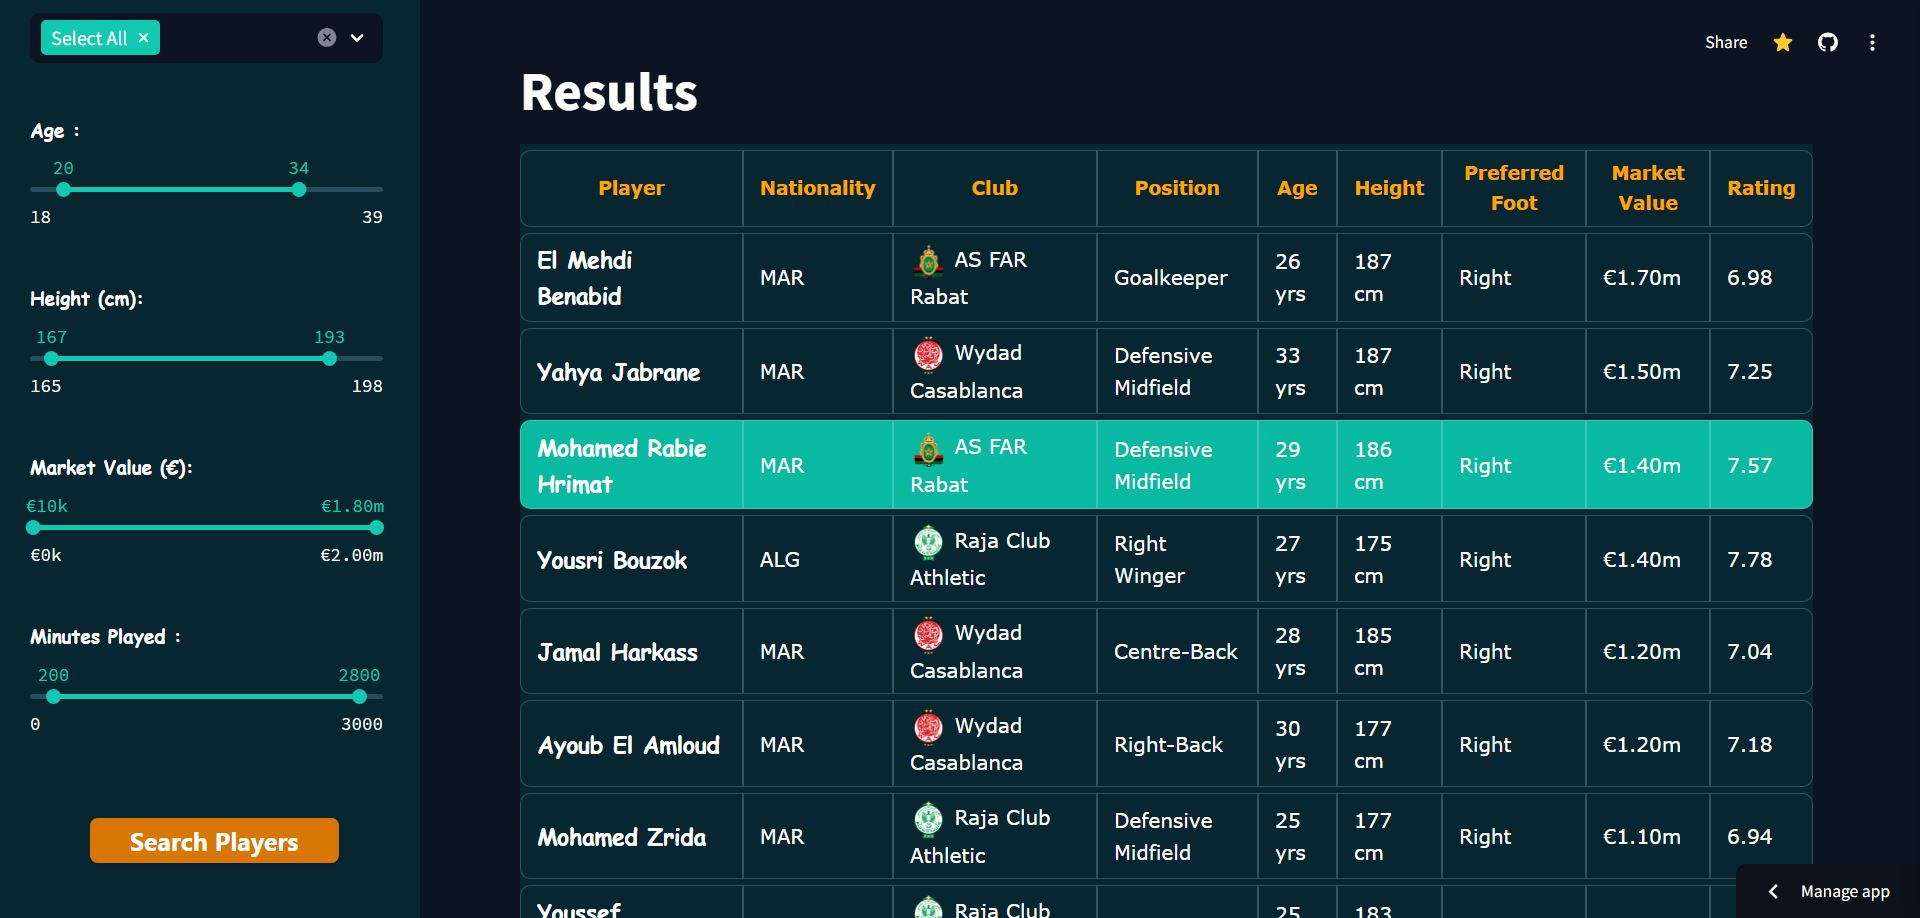 Select All
Age :
20 34
18 39
Height (cm):
167 193
165 198
Market Value (€):
€10k €1.80m
€0k €2.00m
Minutes Played :
200 2800
0 3000
Search Players
Share
Results
Player Nationality Club Position Age Height Preferred Foot Market Value Rating
El Mehdi Benabid MAR AS FAR Rabat Goalkeeper 26 yrs 187 cm Right €1.70m 6.98
Yahya Jabrane MAR Wydad Casablanca Defensive Midfield 33 yrs 187 cm Right €1.50m 7.25
Mohamed Rabie Hrimat MAR AS FAR Rabat Defensive Midfield 29 yrs 186 cm Right €1.40m 7.57
Yousri Bouzok ALG Raja Club Athletic Right Winger 27 yrs 175 cm Right €1.40m 7.78
Jamal Harkass MAR Wydad Casablanca Centre-Back 28 yrs 185 cm Right €1.20m 7.04
Ayoub El Amloud MAR Wydad Casablanca Right-Back 30 yrs 177 cm Right €1.20m 7.18
Mohamed Zrida MAR Raja Club Athletic Defensive Midfield 25 yrs 177 cm Right €1.10m 6.94
Youssef Raja Club 25 183
Manage app